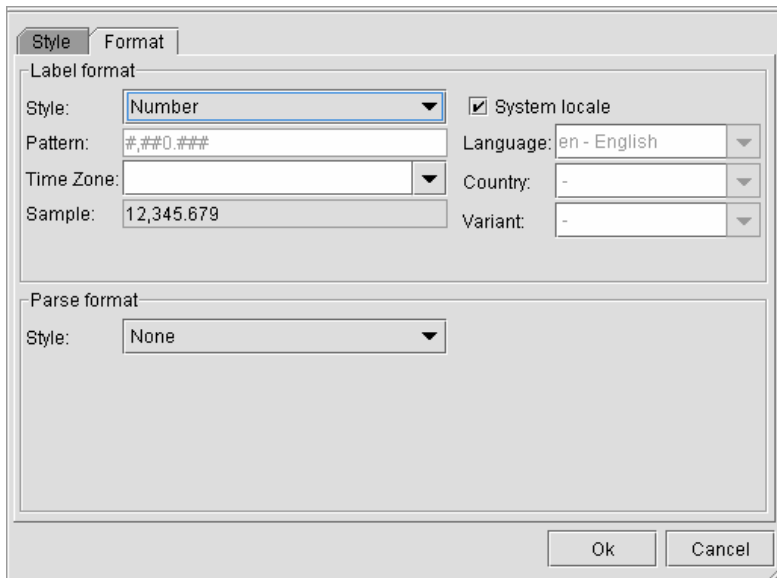 Style Format
Label format
Style: Number System locale
Pattern: #,##0.### Language: en - English
Time Zone: Country: -
Sample: 12,345.679 Variant: -
Parse format
Style: None
Ok Cancel